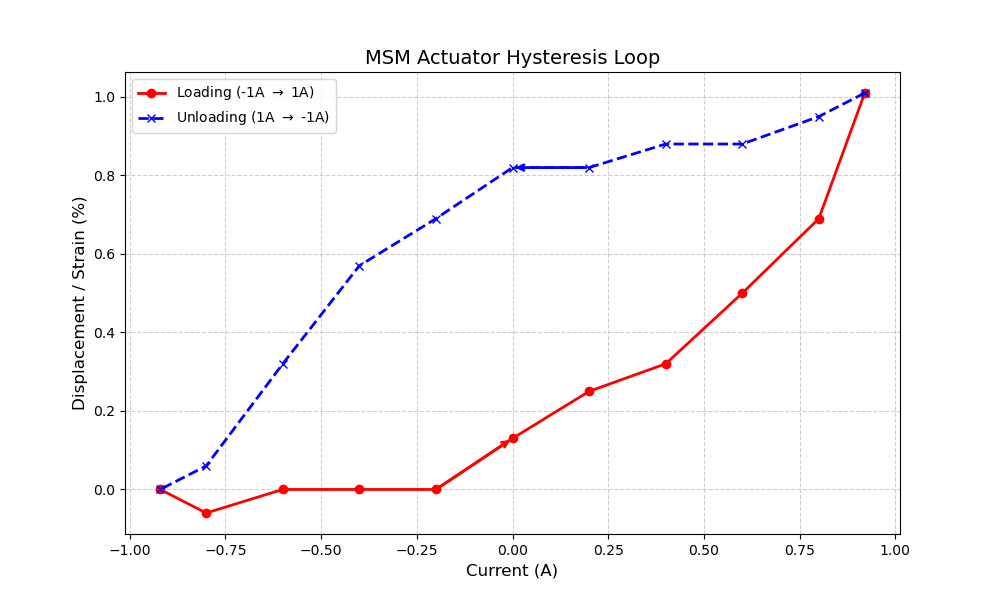 MSM Actuator Hysteresis Loop
Loading (-1A → 1A)
Unloading (1A → -1A)
Displacement / Strain (%)
1.0
0.8
0.6
0.4
0.2
0.0
−1.00 −0.75 −0.50 −0.25 0.00 0.25 0.50 0.75 1.00
Current (A)